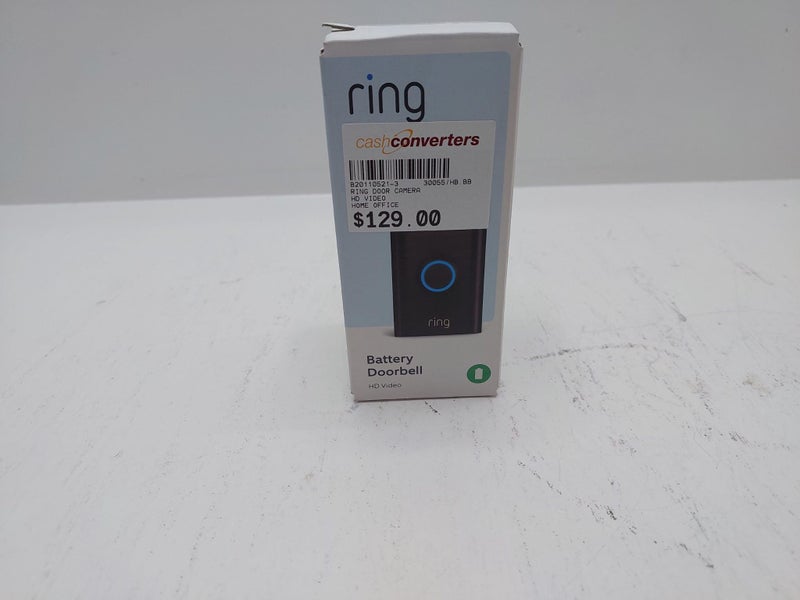 ring
cashconverters
B20110521-3 30055/HB BB
RING DOOR CAMERA
HD VIDEO
HOME OFFICE
$129.00
ring
Battery
Doorbell
HD Video